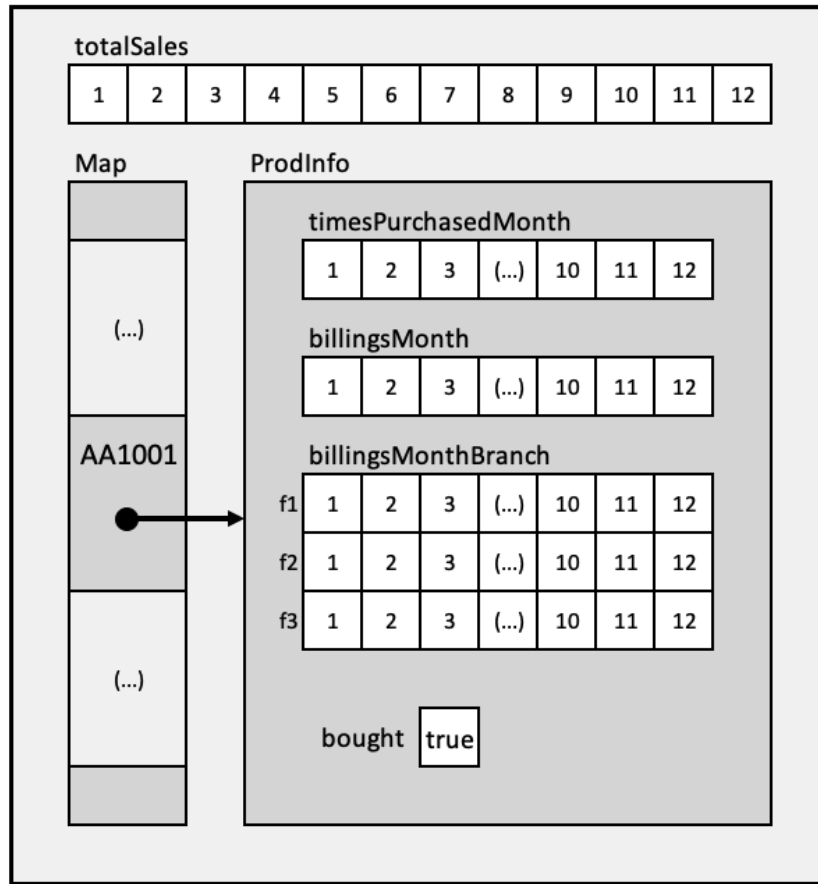 totalSales
1 2 3 4 5 6 7 8 9 10 11 12
Map
ProdInfo
timesPurchasedMonth
1 2 3 (...) 10 11 12
(...)
billingsMonth
1 2 3 (...) 10 11 12
AA1001
billingsMonthBranch
f1 1 2 3 (...) 10 11 12
f2 1 2 3 (...) 10 11 12
f3 1 2 3 (...) 10 11 12
(...)
bought true